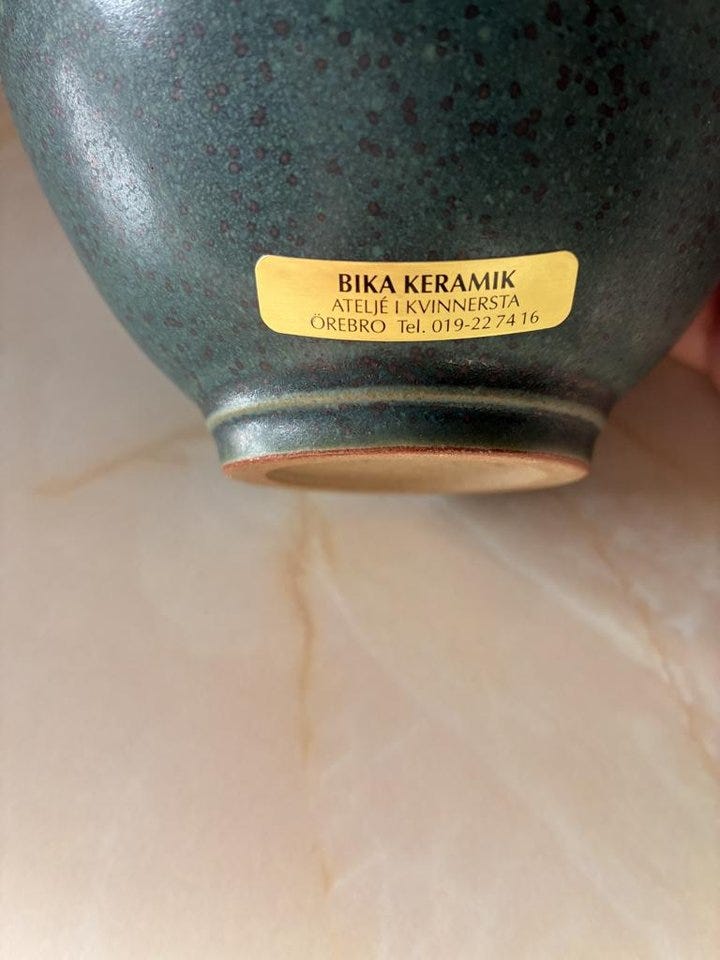 BIKA KERAMIK
ATELJÉ I KVINNERSTA
ÖREBRO Tel. 019-22 74 16